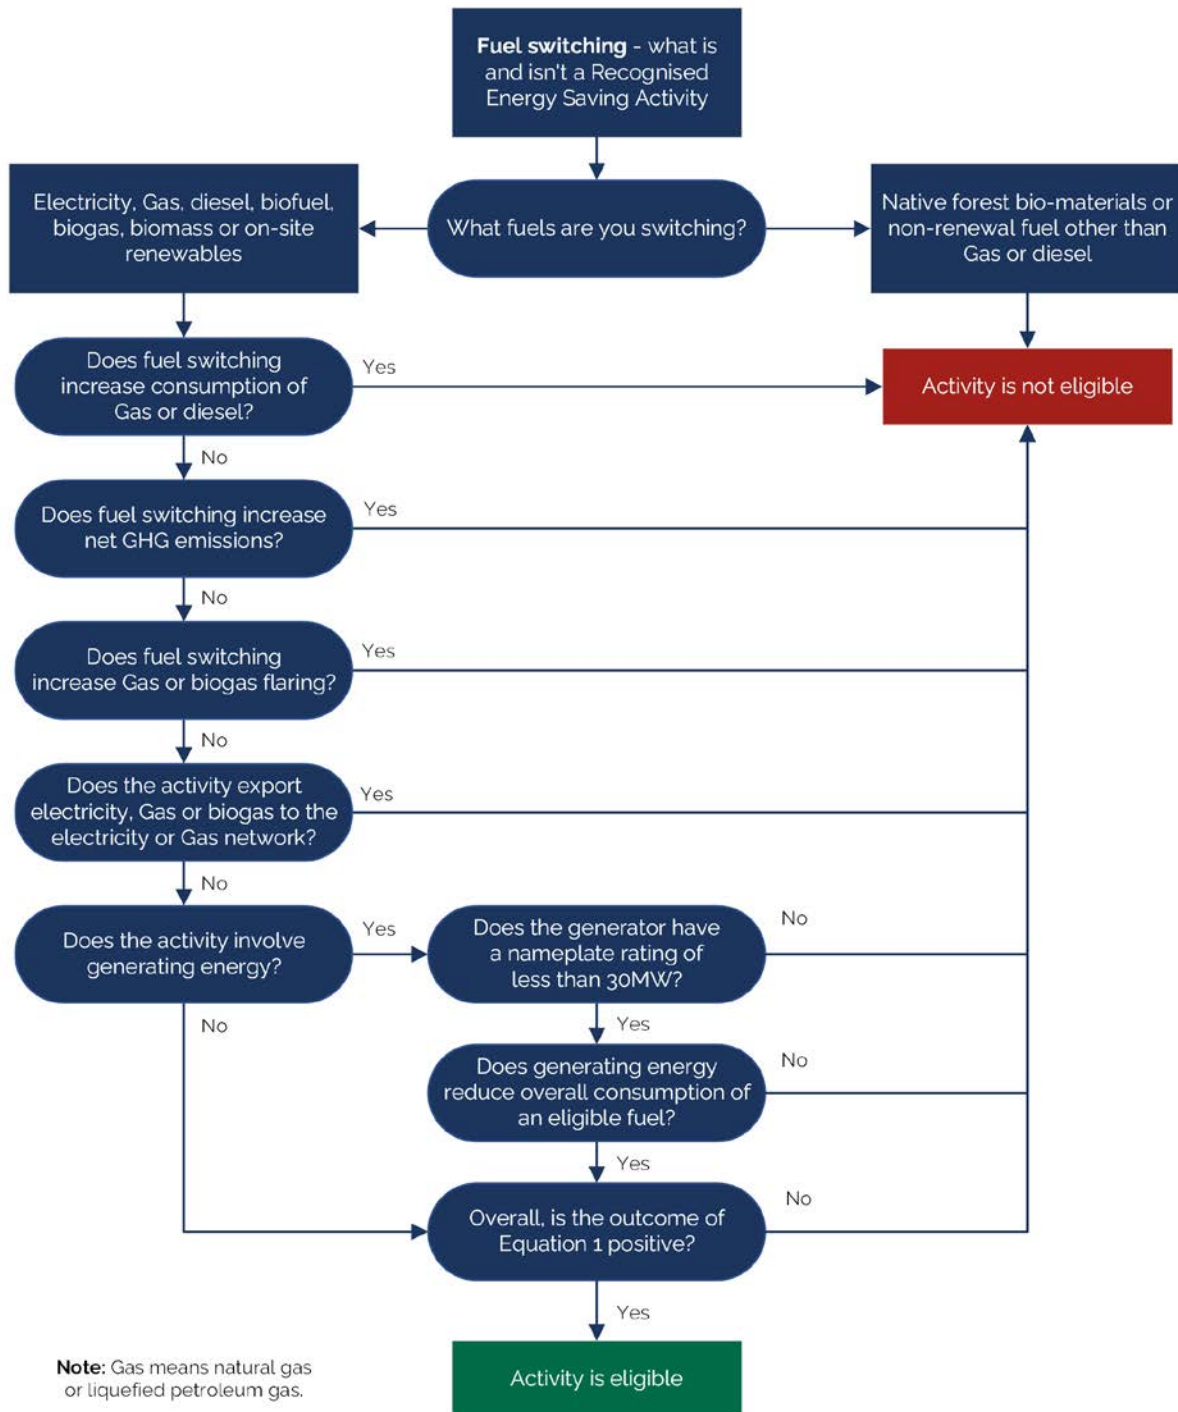 Fuel switching - what is
and isn't a Recognised
Energy Saving Activity
Electricity, Gas, diesel, biofuel,
biogas, biomass or on-site
renewables
What fuels are you switching?
Native forest bio-materials or
non-renewal fuel other than
Gas or diesel
Does fuel switching
increase consumption of
Gas or diesel?
Yes
Activity is not eligible
No
Does fuel switching increase
net GHG emissions?
Yes
No
Does fuel switching
increase Gas or biogas flaring?
Yes
No
Does the activity export
electricity, Gas or biogas to the
electricity or Gas network?
Yes
No
Does the activity involve
generating energy?
Yes
Does the generator have
a nameplate rating of
less than 30MW?
No
No
Yes
Does generating energy
reduce overall consumption of
an eligible fuel?
No
Yes
Overall, is the outcome of
Equation 1 positive?
No
Yes
Note: Gas means natural gas
or liquefied petroleum gas.
Activity is eligible